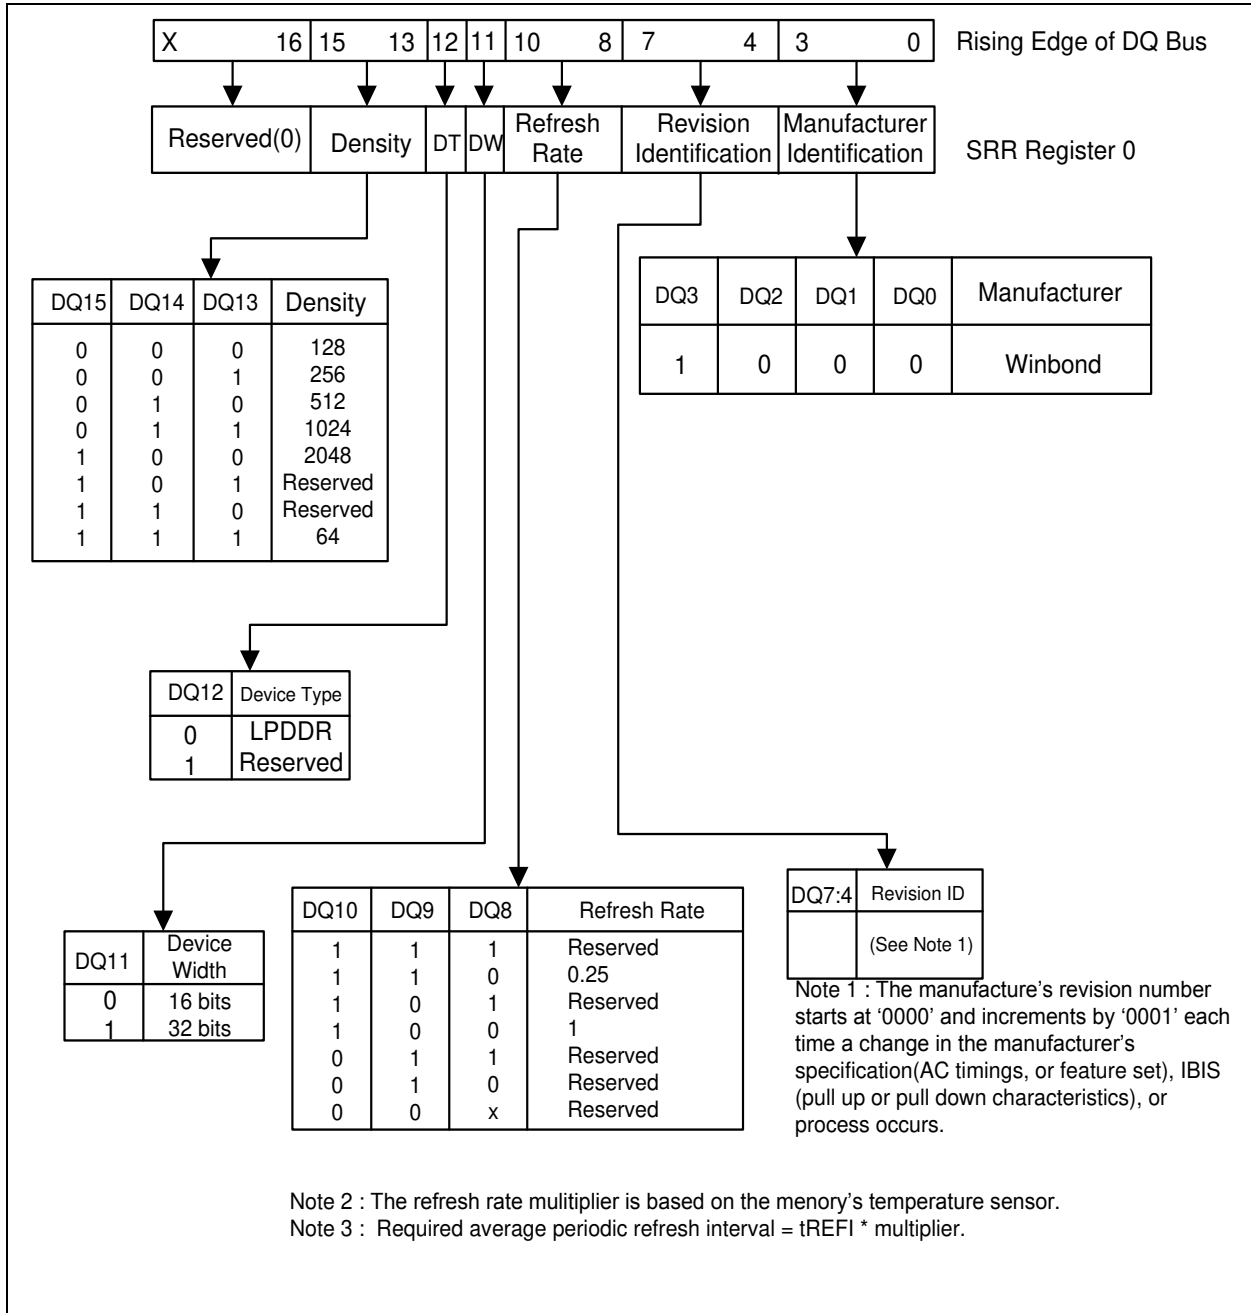 X 16 15 13 12 11 10 8 7 4 3 0 Rising Edge of DQ Bus
Reserved(0) Density DT DW Refresh Rate Revision Identification Manufacturer Identification SRR Register 0
DQ15 DQ14 DQ13 Density
0 0 0 128
0 0 1 256
0 1 0 512
0 1 1 1024
1 0 0 2048
1 0 1 Reserved
1 1 0 Reserved
1 1 1 64
DQ3 DQ2 DQ1 DQ0 Manufacturer
1 0 0 0 Winbond
DQ12 Device Type
0 LPDDR
1 Reserved
DQ11 Device Width
0 16 bits
1 32 bits
DQ10 DQ9 DQ8 Refresh Rate
1 1 1 Reserved
1 1 0 0.25
1 0 1 Reserved
1 0 0 1
0 1 1 Reserved
0 1 0 Reserved
0 0 x Reserved
DQ7:4 Revision ID
(See Note 1)
Note 1 : The manufacture's revision number
starts at ‘0000’ and increments by ‘0001’ each
time a change in the manufacturer's
specification(AC timings, or feature set), IBIS
(pull up or pull down characteristics), or
process occurs.
Note 2 : The refresh rate mulitiplier is based on the menory's temperature sensor.
Note 3 : Required average periodic refresh interval = tREFI * multiplier.